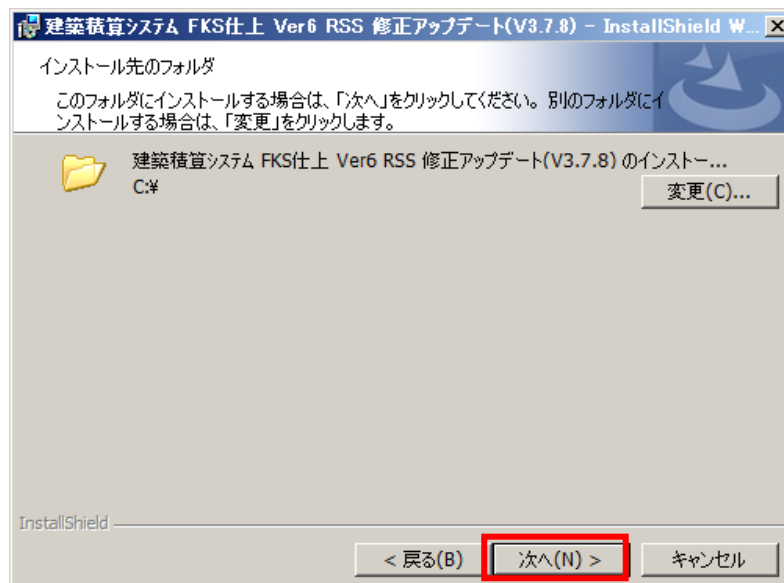 建築積算システム FKS仕上 Ver6 RSS 修正アップデート(V3.7.8) - InstallShield W...
インストール先のフォルダ
このフォルダにインストールする場合は、「次へ」をクリックしてください。別のフォルダにイ
ンストールする場合は、「変更」をクリックします。
建築積算システム FKS仕上 Ver6 RSS 修正アップデート(V3.7.8) のインストー...
C:¥
変更(C)...
InstallShield
< 戻る(B)
次へ(N) >
キャンセル